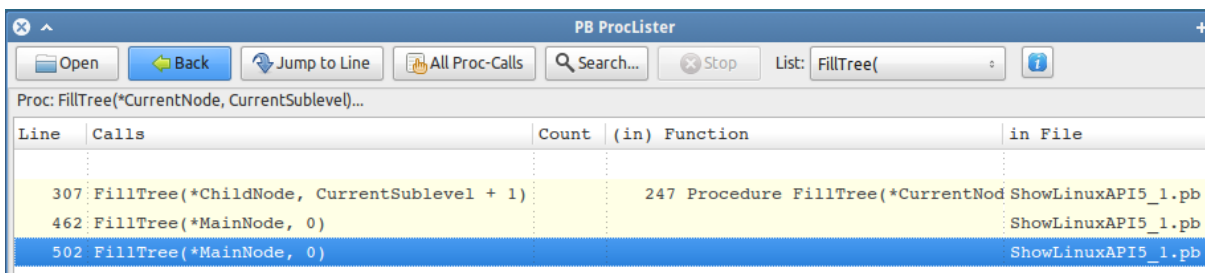 PB ProcLister
Open Back Jump to Line All Proc-Calls Search... Stop List: FillTree(
Proc: FillTree(*CurrentNode, CurrentSublevel)...
Line Calls Count (in) Function in File
307 FillTree(*ChildNode, CurrentSublevel + 1) 247 Procedure FillTree(*CurrentNod ShowLinuxAPI5_1.pb
462 FillTree(*MainNode, 0) ShowLinuxAPI5_1.pb
502 FillTree(*MainNode, 0) ShowLinuxAPI5_1.pb